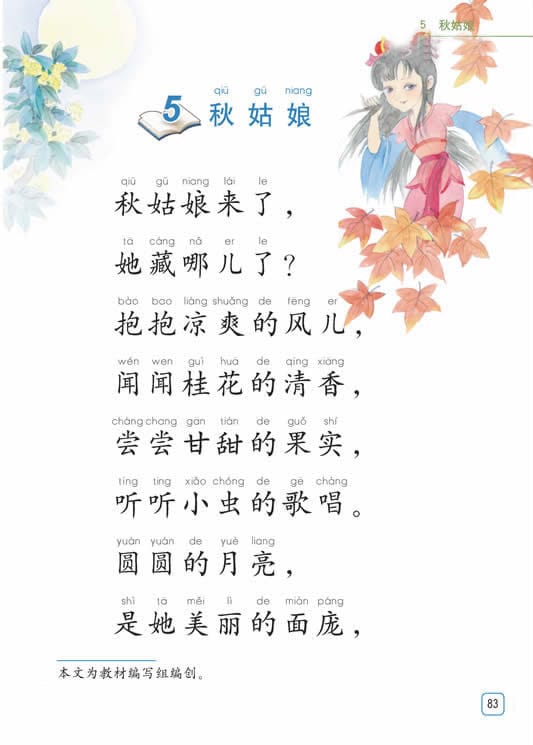 5 秋姑娘
qiū gū niang
5 秋姑娘
qiū gū niang lái le
秋姑娘来了，
tā cáng nǎ er le
她藏哪儿了？
bào bao liáng shuǎng de fēng er
抱抱凉爽的风儿，
wén wen guì huā de qīng xiāng
闻闻桂花的清香，
cháng chang gān tián de guǒ shí
尝尝甘甜的果实，
tīng ting xiǎo chóng de gē chàng
听听小虫的歌唱。
yuán yuán de yuè liang
圆圆的月亮，
shì tā měi lì de miàn páng
是她美丽的面庞，
本文为教材编写组编创。
83